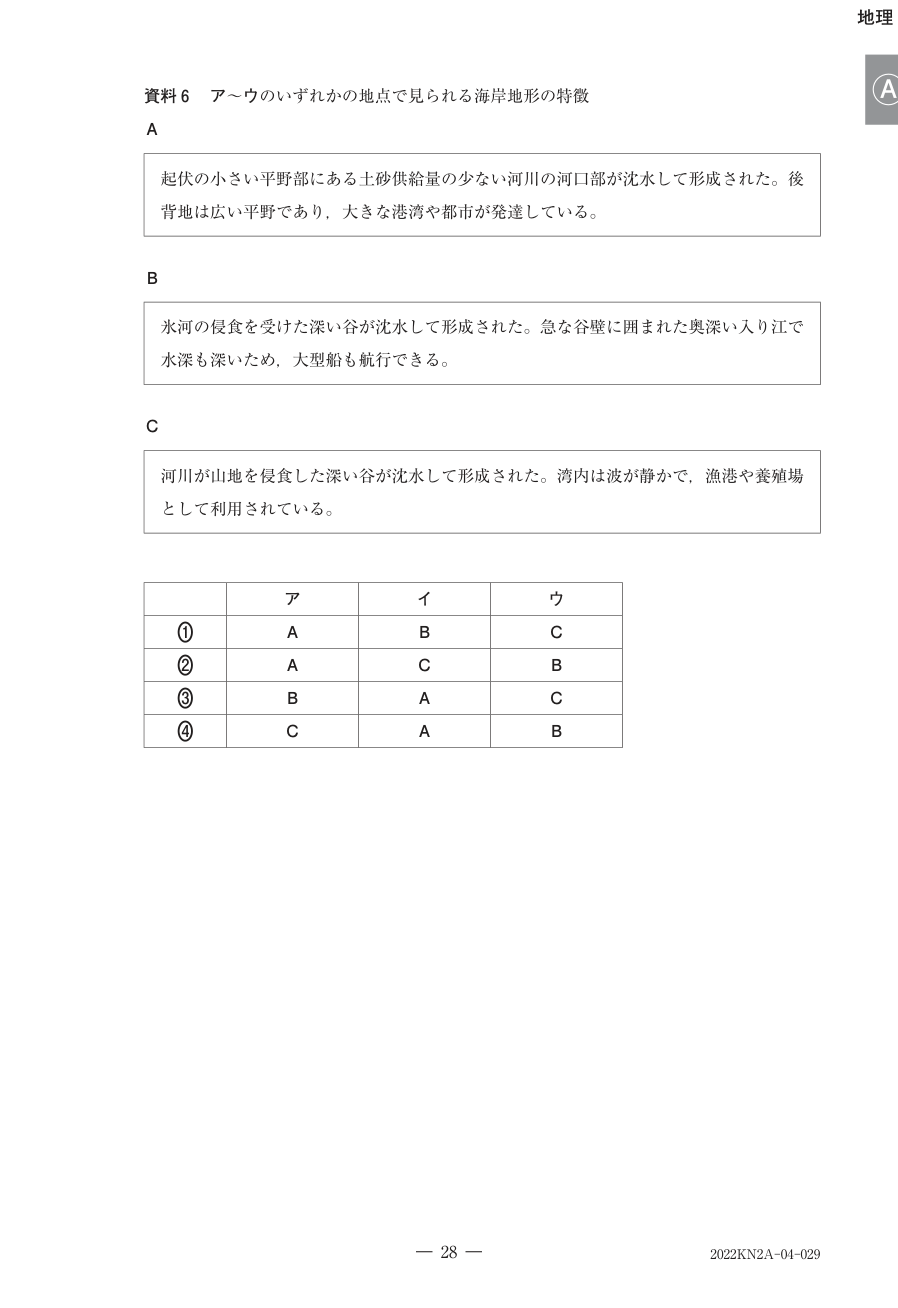 地理
Ⓐ
資料6 ア～ウのいずれかの地点で見られる海岸地形の特徴
A
起伏の小さい平野部にある土砂供給量の少ない河川の河口部が沈水して形成された。後
背地は広い平野であり，大きな港湾や都市が発達している。
B
氷河の侵食を受けた深い谷が沈水して形成された。急な谷壁に囲まれた奥深い入り江で
水深も深いため，大型船も航行できる。
C
河川が山地を侵食した深い谷が沈水して形成された。湾内は波が静かで，漁港や養殖場
として利用されている。
ア イ ウ
① A B C
② A C B
③ B A C
④ C A B
― 28 ―
2022KN2A-04-029